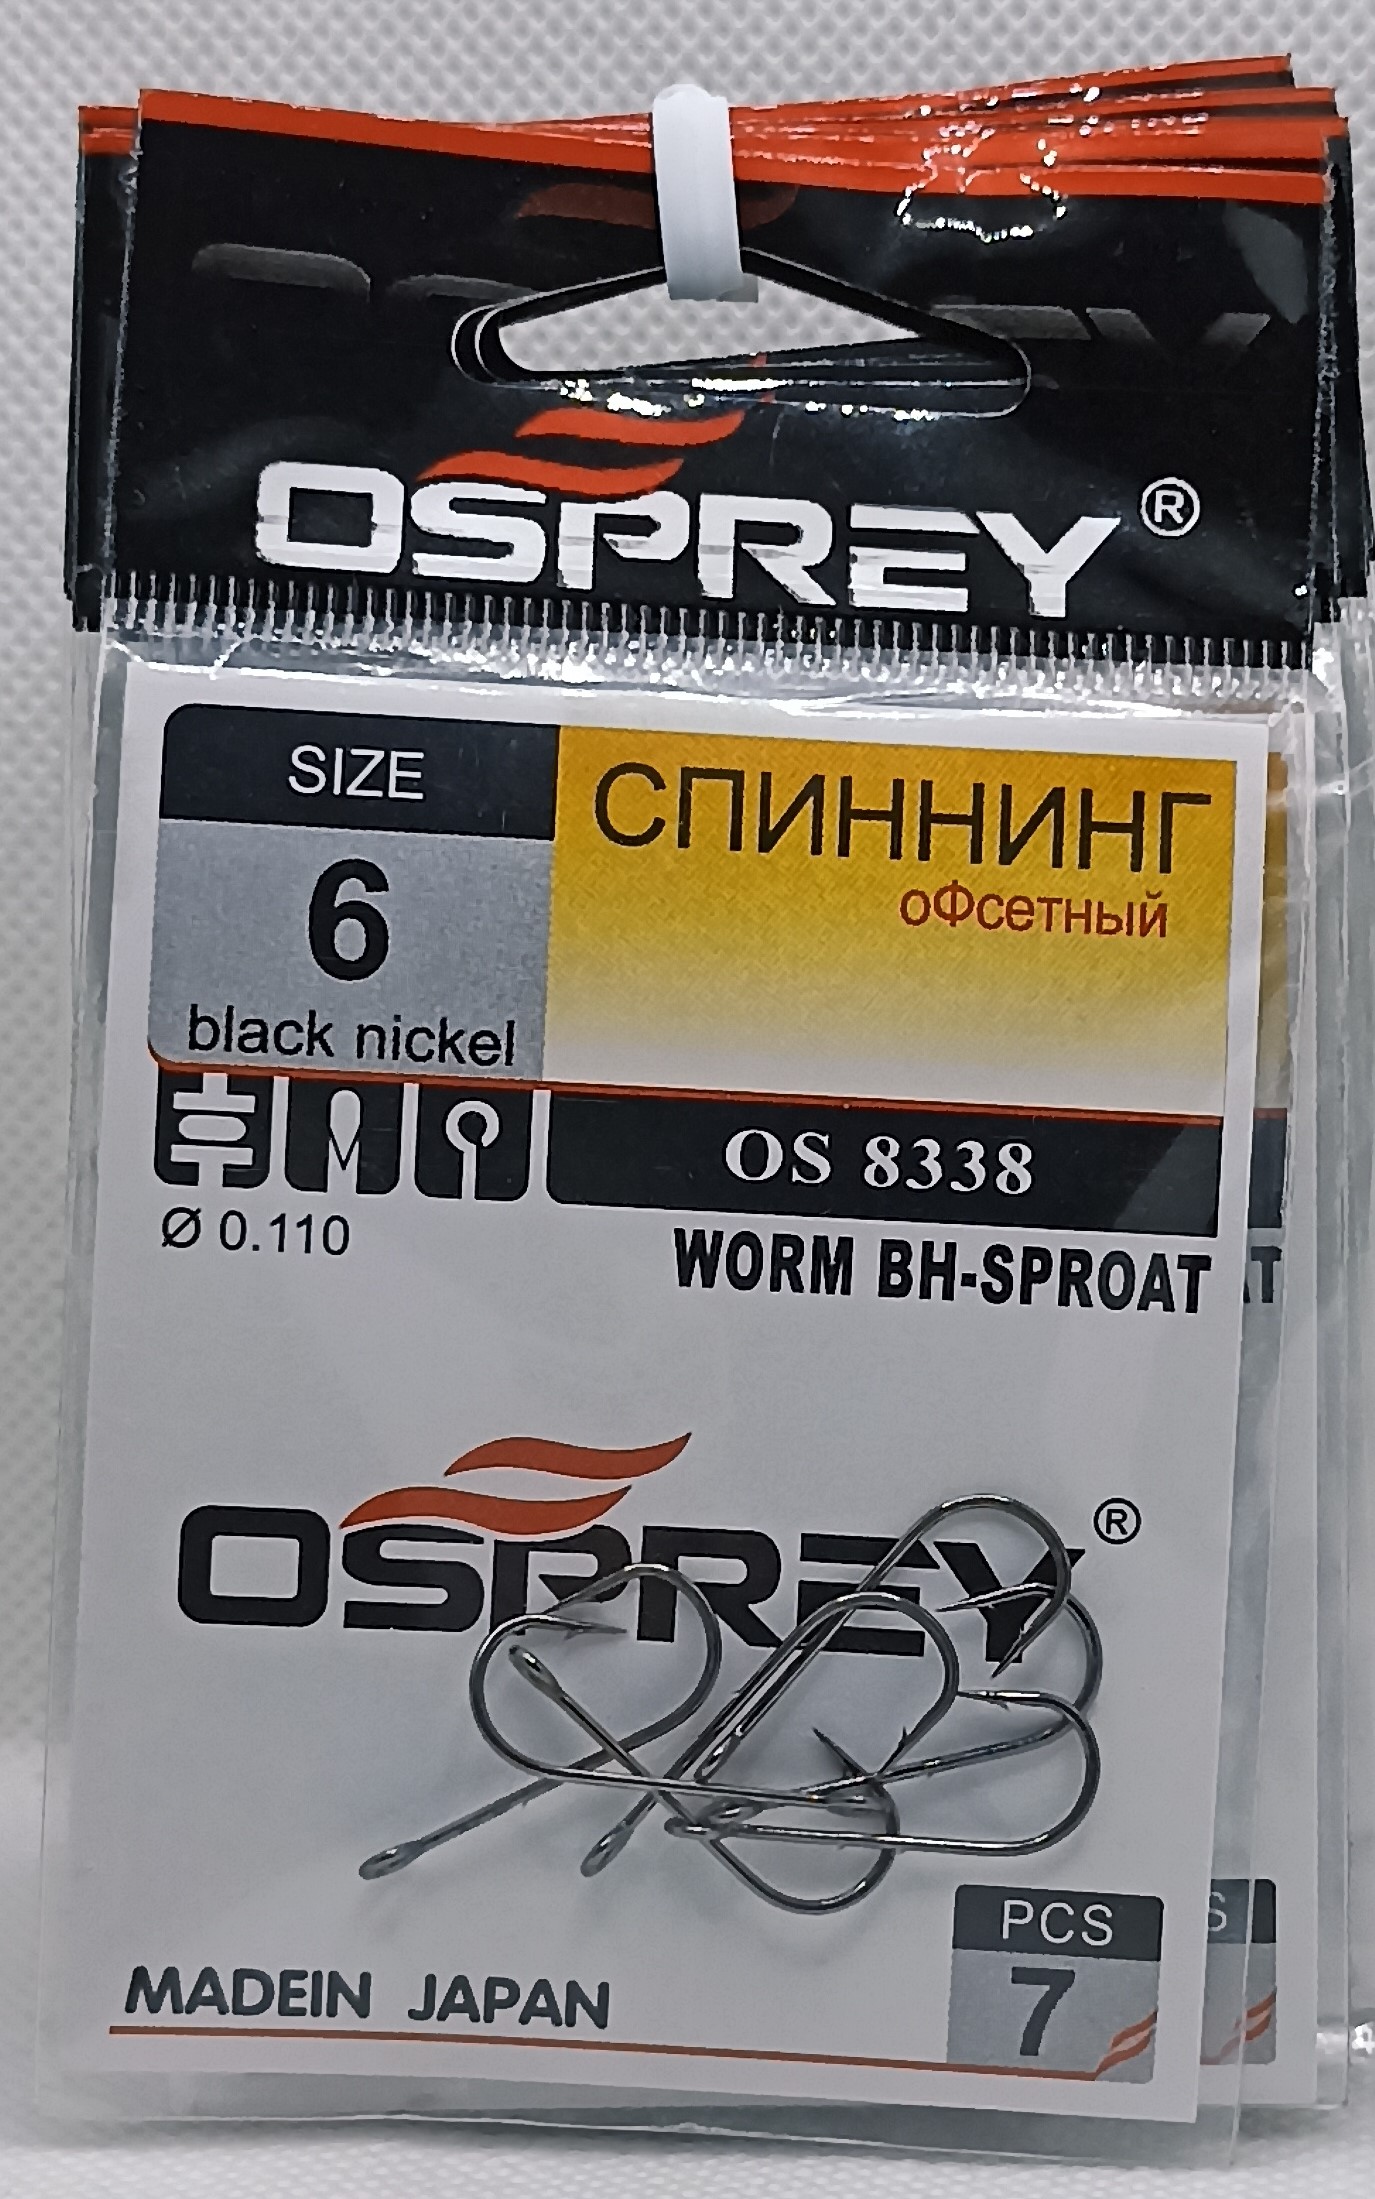 OSPREY®
SIZE
6
black nickel
СПИННИНГ
оФсетный
Ø 0.110
OS 8338
WORM BH-SPROAT
AT
OSPREY®
MADEIN JAPAN
PCS
7
S